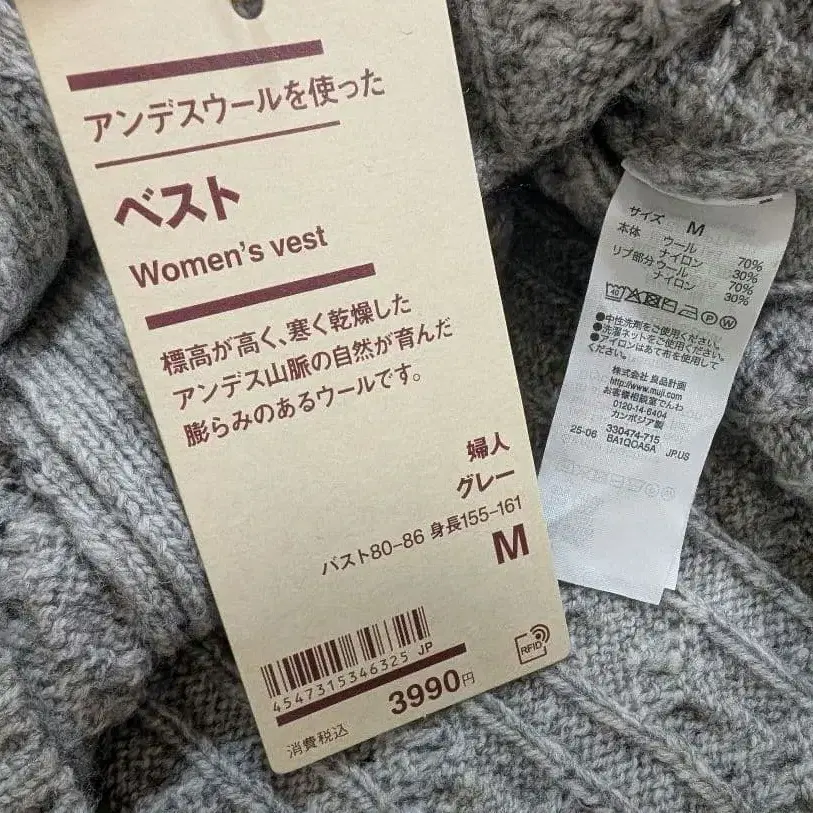 アンデスウールを使った
ベスト
Women's vest
標高が高く、寒く乾燥した
アンデス山脈の自然が育んだ
膨らみのあるウールです。
婦人
グレー
バスト80-86 身長155-161
M
4547315346325 JP
RFID
3990円
消費税込
サイズ M
本体 ウール 70%
ナイロン 30%
リブ部分 ウール 70%
ナイロン 30%
●中性洗剤をご使用ください。
●洗濯ネットをご使用ください。
●アイロンはあて布を使用して
ください。
株式会社 良品計画
http://www.muji.com
お客様相談室でんわ
0120-14-6404
カンボジア製
330474-715
25-06 BA1QOA5A JP.US